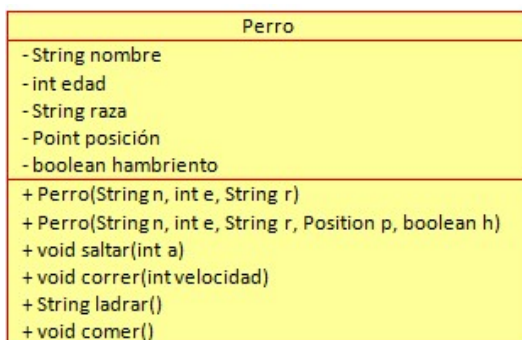 Perro
- String nombre
- int edad
- String raza
- Point posición
- boolean hambriento
+ Perro(String n, int e, String r)
+ Perro(String n, int e, String r, Position p, boolean h)
+ void saltar(int a)
+ void correr(int velocidad)
+ String ladrar()
+ void comer()